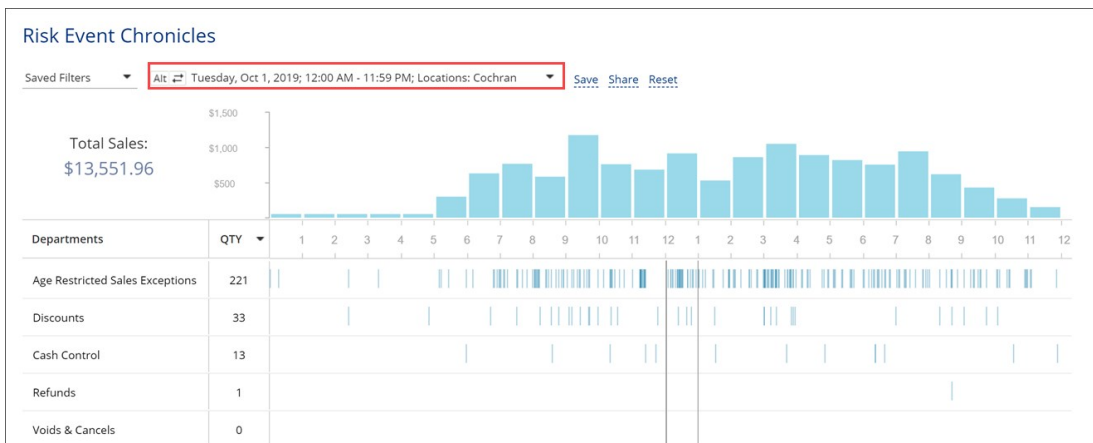 Risk Event Chronicles
Saved Filters
Alt Tuesday, Oct 1, 2019; 12:00 AM - 11:59 PM; Locations: Cochran
Save Share Reset
Total Sales:
$13,551.96
$1,500
$1,000
$500
Departments QTY 1 2 3 4 5 6 7 8 9 10 11 12 1 2 3 4 5 6 7 8 9 10 11 12
Age Restricted Sales Exceptions 221
Discounts 33
Cash Control 13
Refunds 1
Voids & Cancels 0